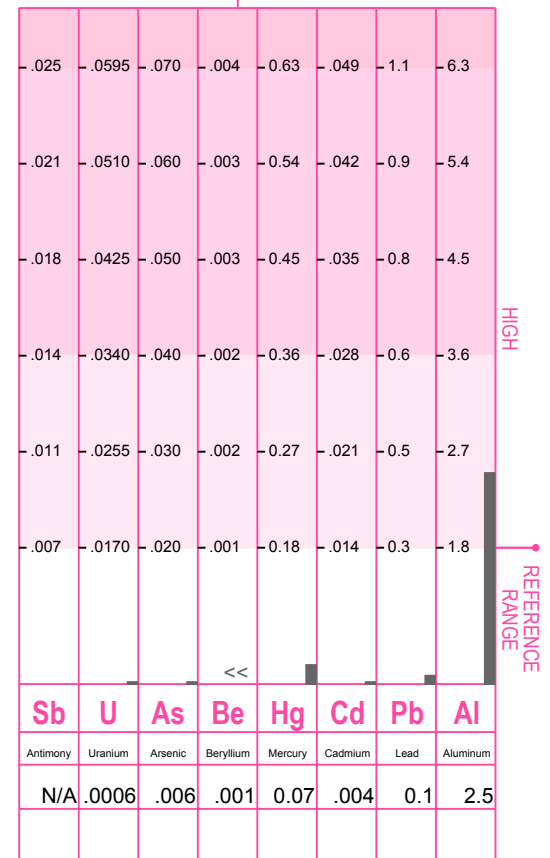 .025 .0595 .070 .004 0.63 .049 1.1 6.3
.021 .0510 .060 .003 0.54 .042 0.9 5.4
.018 .0425 .050 .003 0.45 .035 0.8 4.5
HIGH
.014 .0340 .040 .002 0.36 .028 0.6 3.6
.011 .0255 .030 .002 0.27 .021 0.5 2.7
.007 .0170 .020 .001 0.18 .014 0.3 1.8
REFERENCE
RANGE
<<
Sb U As Be Hg Cd Pb Al
Antimony Uranium Arsenic Beryllium Mercury Cadmium Lead Aluminum
N/A .0006 .006 .001 0.07 .004 0.1 2.5